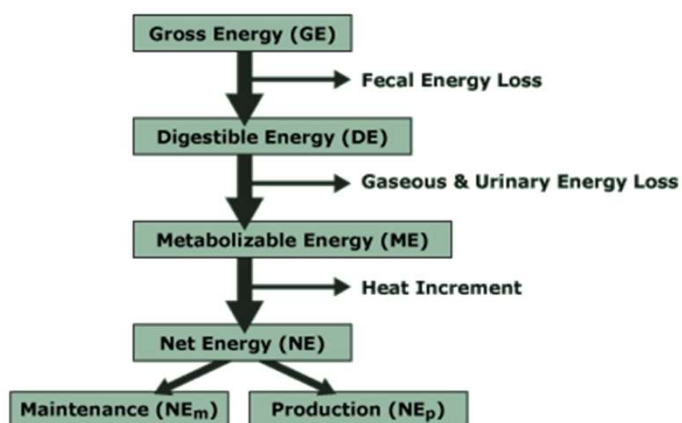 Gross Energy (GE)
Fecal Energy Loss
Digestible Energy (DE)
Gaseous & Urinary Energy Loss
Metabolizable Energy (ME)
Heat Increment
Net Energy (NE)
Maintenance (NEm)
Production (NEp)